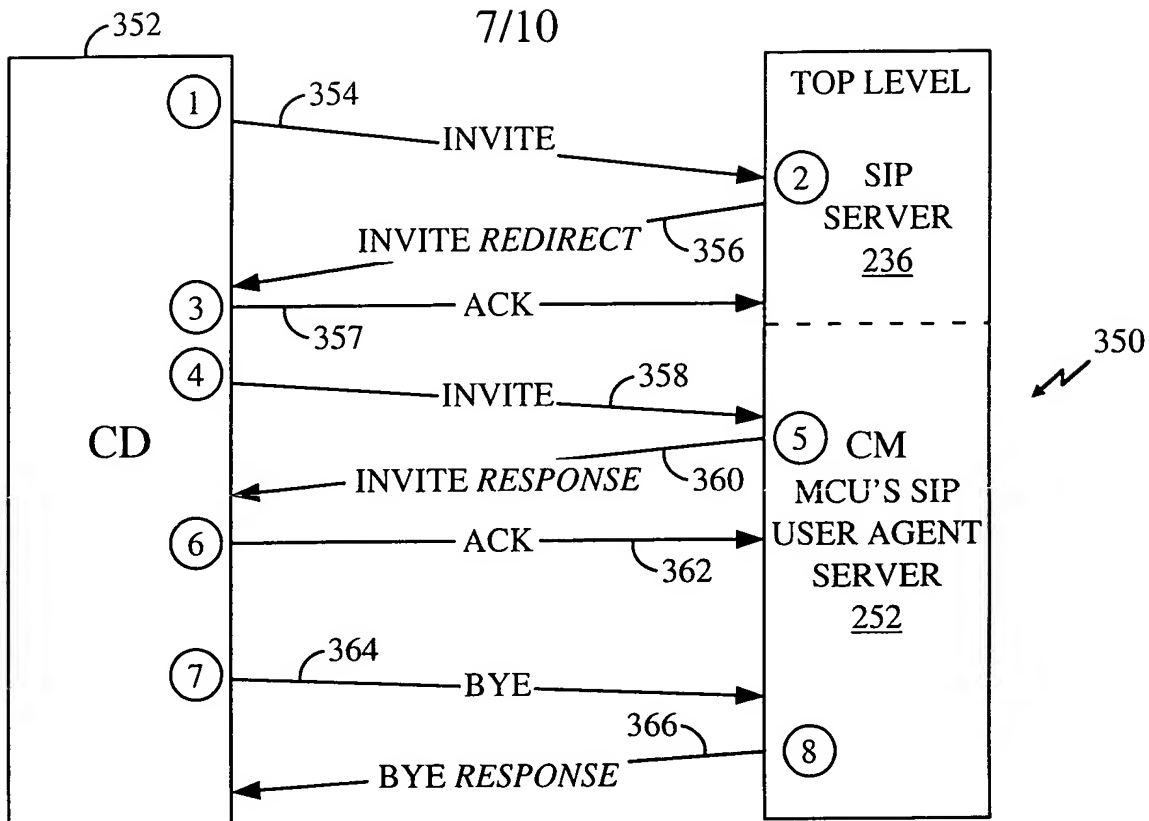 7/10
352
TOP LEVEL
1
354
INVITE
2
SIP
SERVER
236
INVITE REDIRECT
356
3
ACK
357
350
4
358
INVITE
CD
5
CM
INVITE RESPONSE
360
MCU'S SIP
USER AGENT
SERVER
252
6
ACK
362
7
364
BYE
366
8
BYE RESPONSE